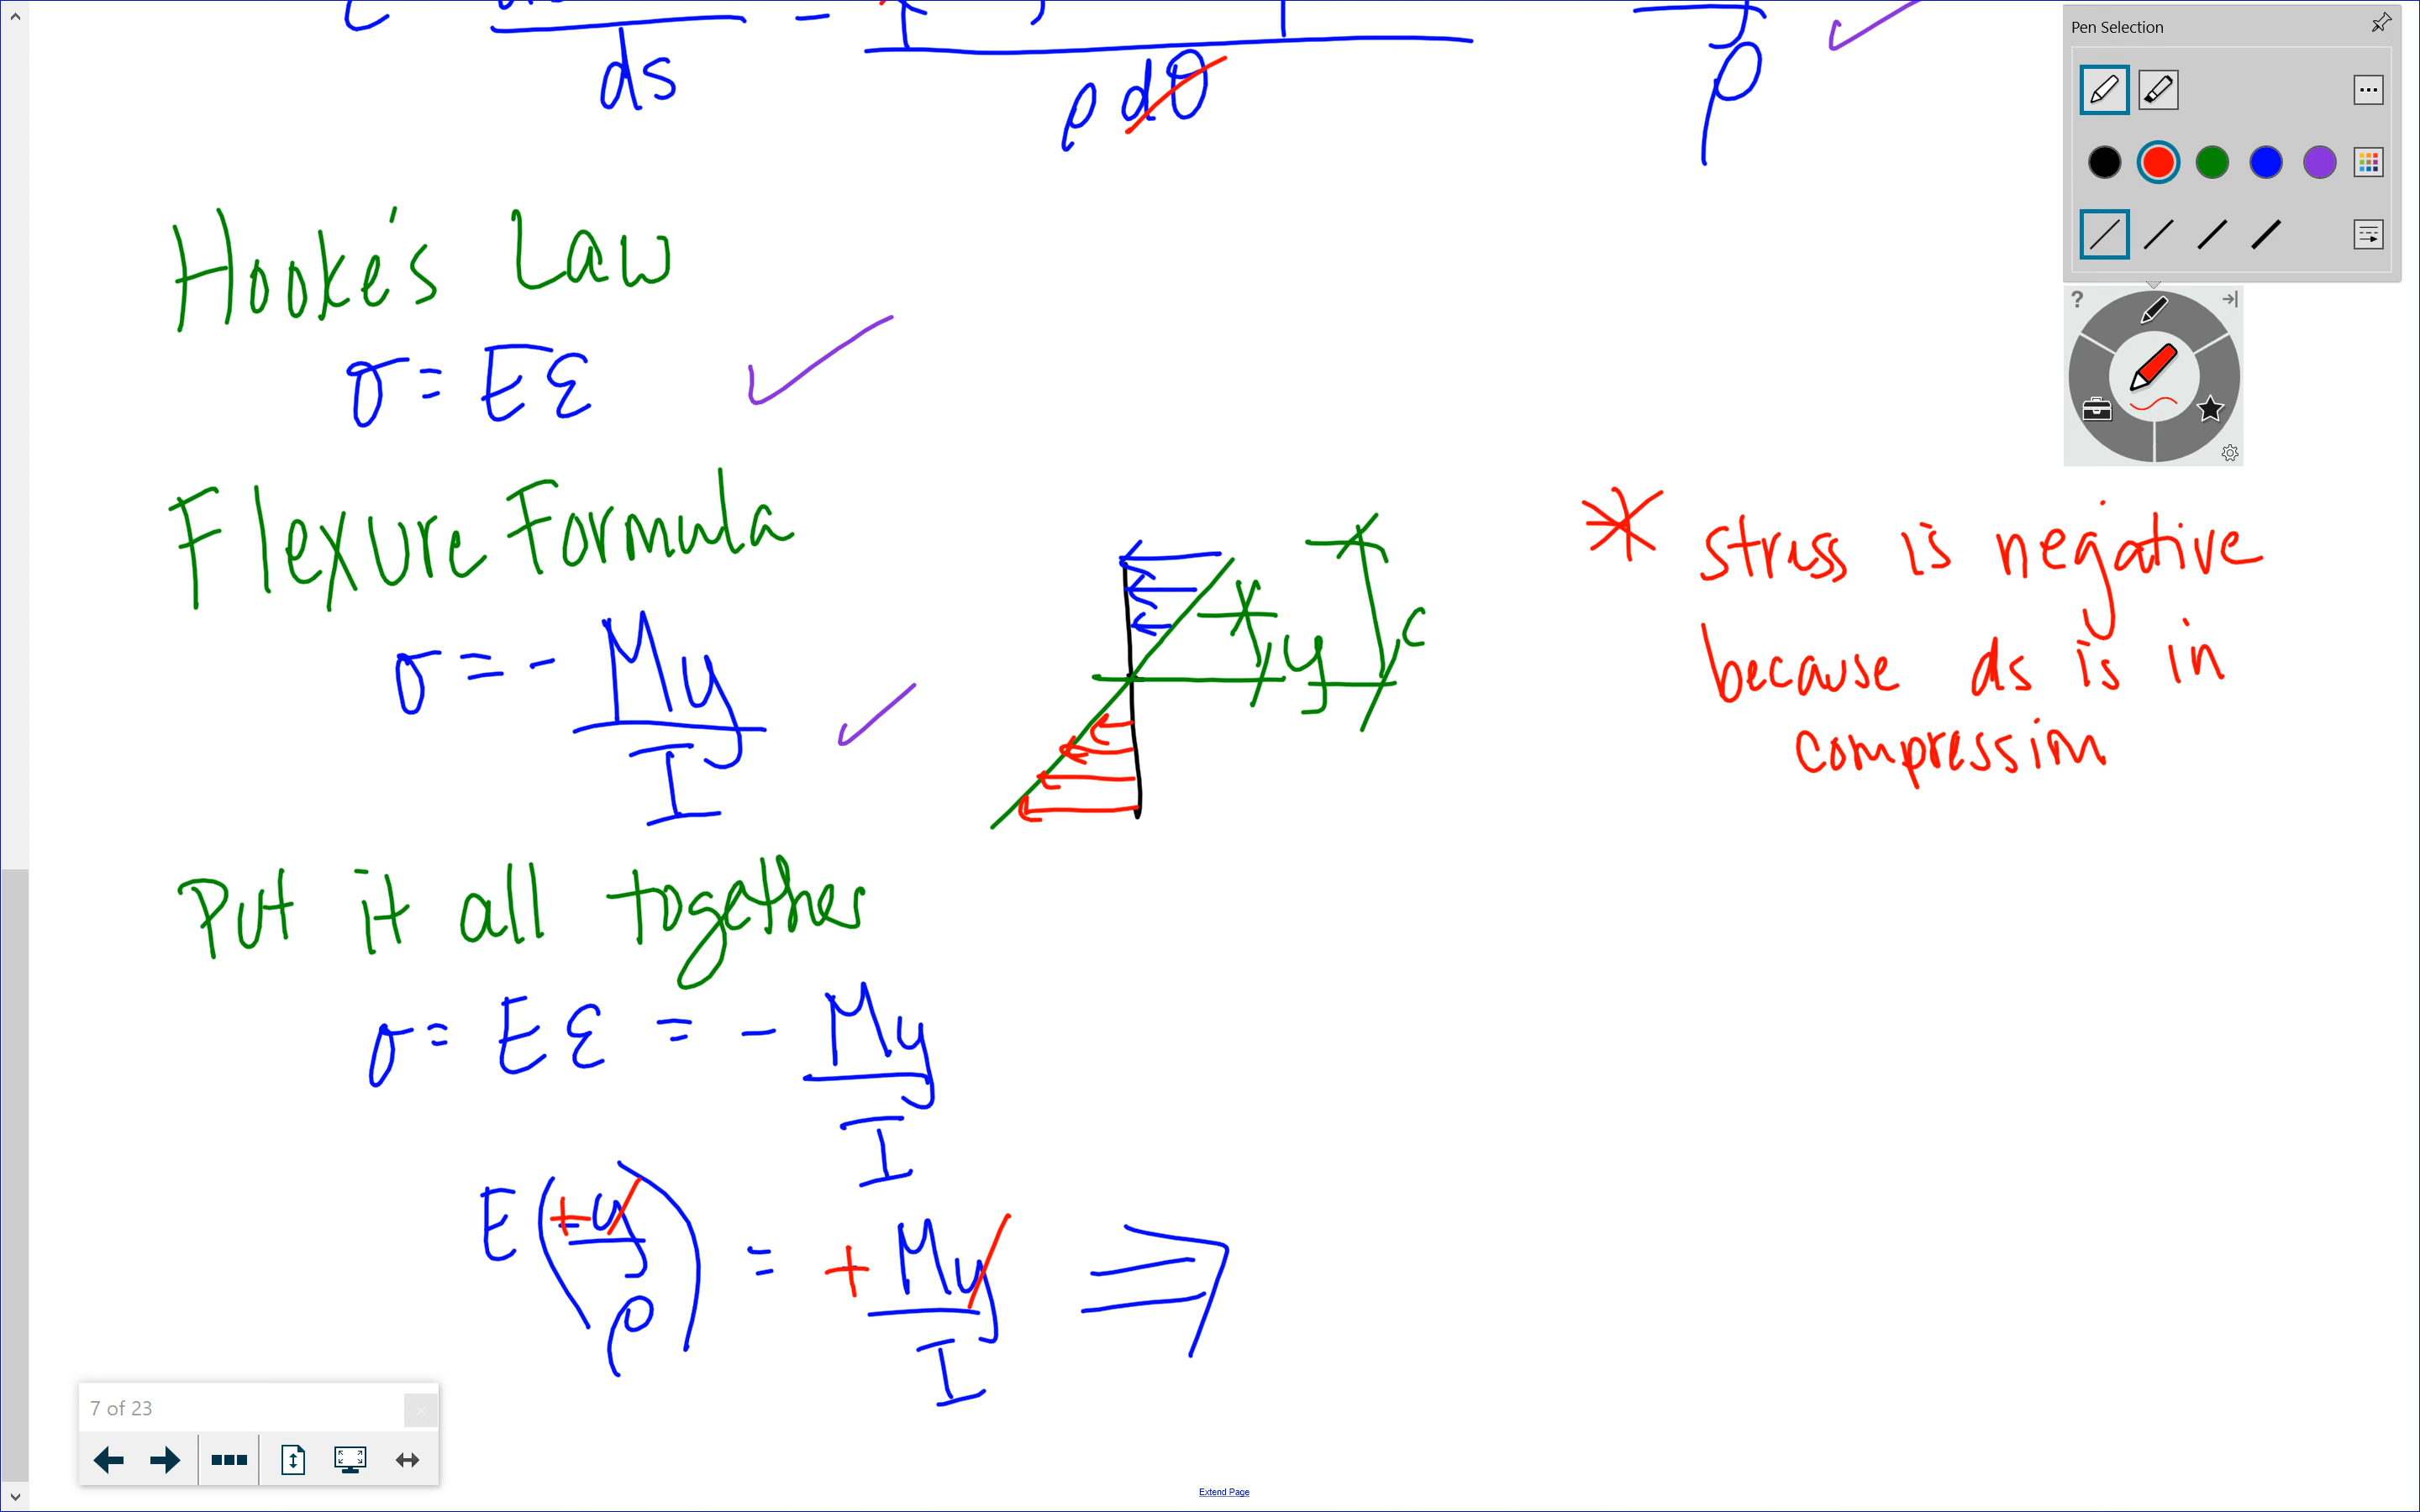 ds
ρ dθ
ρ
Pen Selection
Hooke's Law
σ = Eε
Flexure Formula
* stress is negative
because ds is in
compression
σ = - My
I
y
c
Put it all together
σ = Eε = - My
I
E ( + y
ρ ) = + My
I ⇒
7 of 23
Extend Page